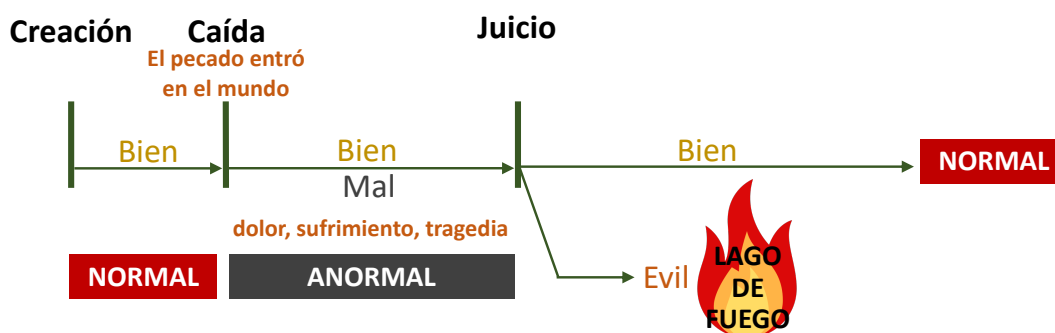 Creación
Caída
Juicio
El pecado entró
en el mundo
Bien
Bien
Bien
NORMAL
Mal
dolor, sufrimiento, tragedia
NORMAL
ANORMAL
Evil
LAGO
DE
FUEGO